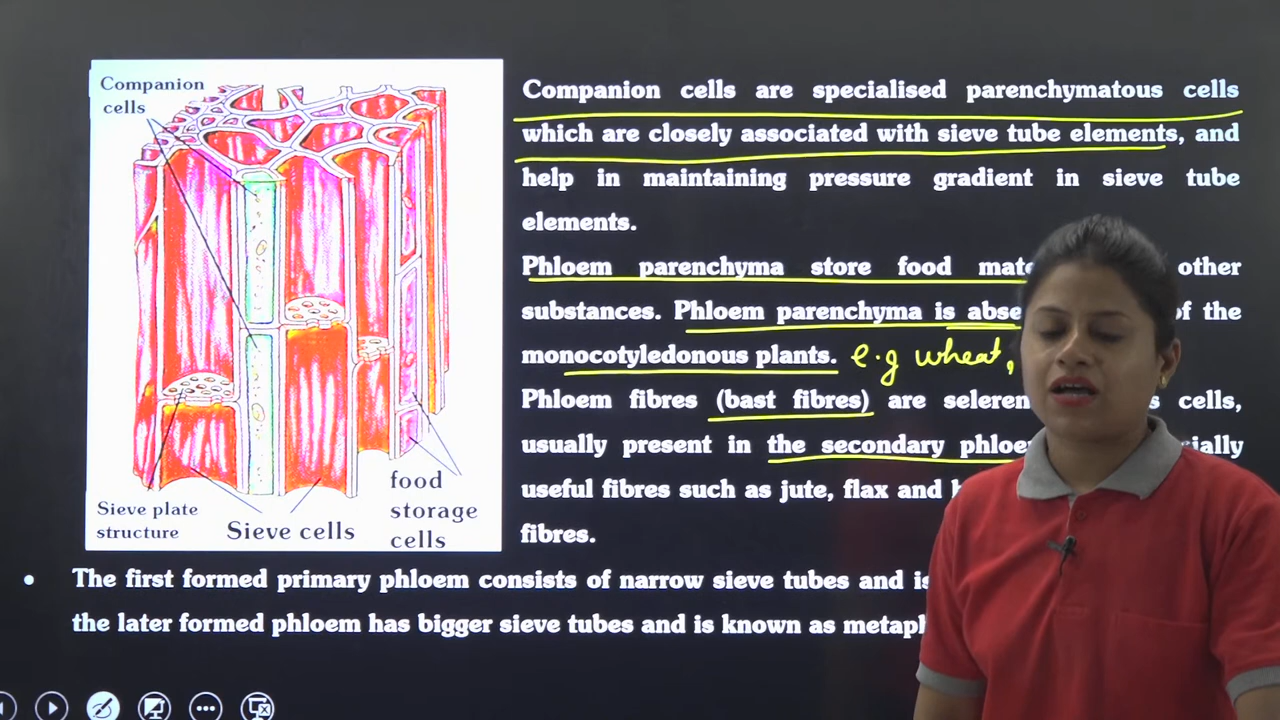 Companion
cells
Companion cells are specialised parenchymatous cells
which are closely associated with sieve tube elements, and
help in maintaining pressure gradient in sieve tube
elements.
Phloem parenchyma store food other
substances. Phloem parenchyma is of the
monocotyledonous plants. e.g wheat,
Phloem fibres (bast fibres) are cells,
usually present in the secondary
useful fibres such as jute, flax and
fibres.
Sieve plate
structure
Sieve cells
food
storage
cells
• The first formed primary phloem consists of narrow sieve tubes and
the later formed phloem has bigger sieve tubes and is known as